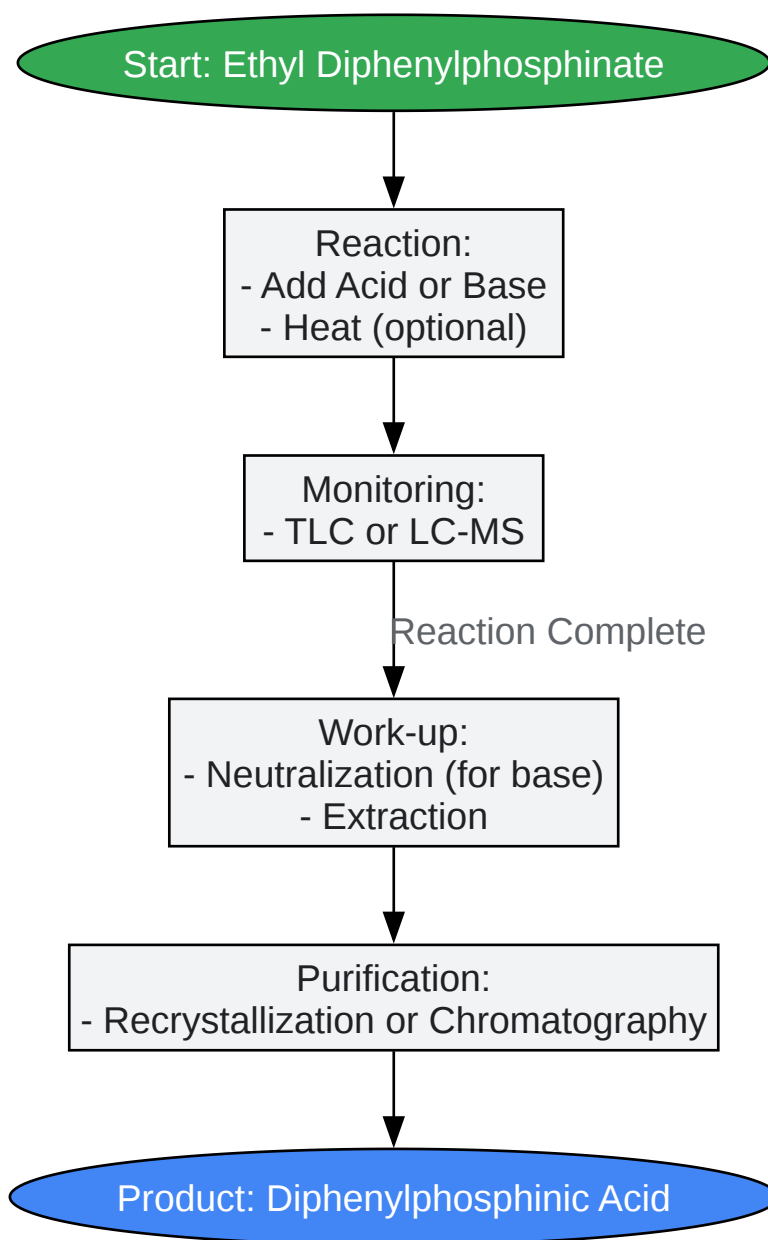 Start: Ethyl Diphenylphosphinate
Reaction:
- Add Acid or Base
- Heat (optional)
Monitoring:
- TLC or LC-MS
Reaction Complete
Work-up:
- Neutralization (for base)
- Extraction
Purification:
- Recrystallization or Chromatography
Product: Diphenylphosphinic Acid